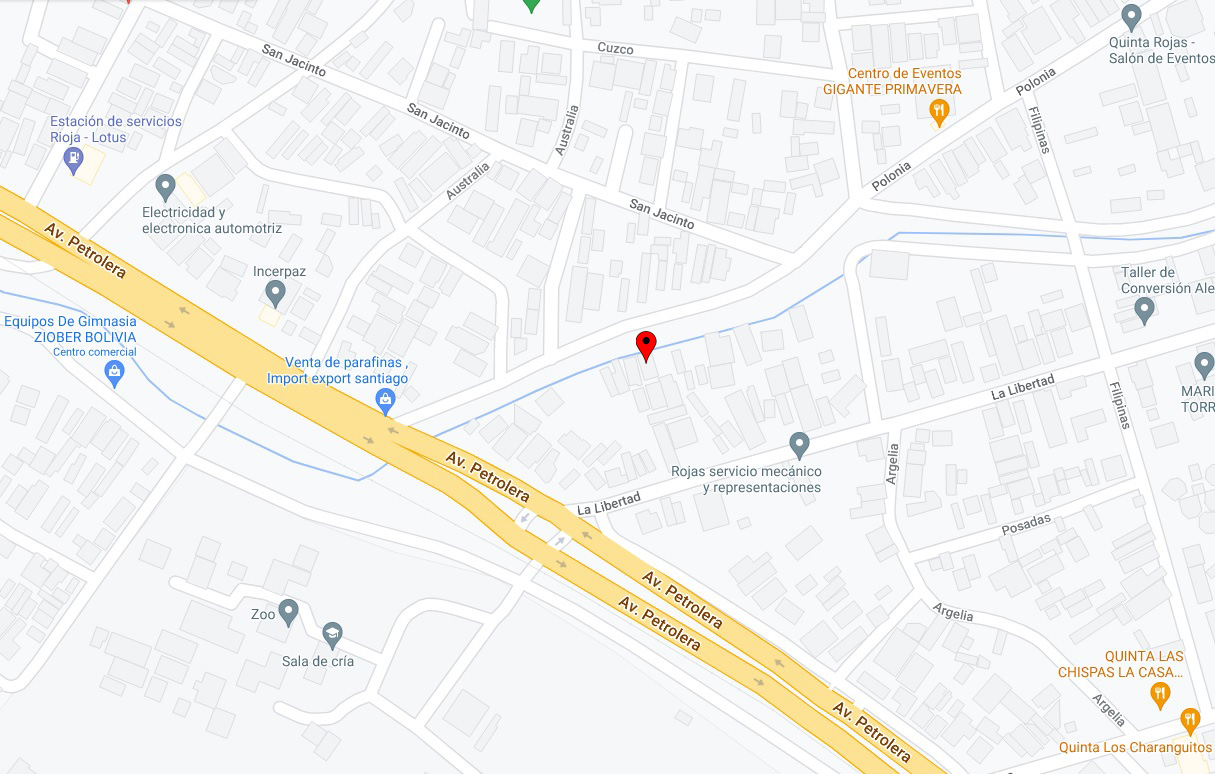 Cuzco
San Jacinto
Quinta Rojas -
Salón de Eventos
Centro de Eventos
GIGANTE PRIMAVERA
Polonia
San Jacinto
Australia
Filipinas
Estación de servicios
Rioja - Lotus
Australia
Polonia
Electricidad y
electronica automotriz
San Jacinto
Av. Petrolera
Incerpaz
Taller de
Conversión Ale
Equipos De Gimnasia
ZIOBER BOLIVIA
Centro comercial
Venta de parafinas ,
Import export santiago
La Libertad
Filipinas
MARI
TORR
Av. Petrolera
Rojas servicio mecánico
y representaciones
Argelia
La Libertad
Posadas
Av. Petrolera
Av. Petrolera
Argelia
Zoo
Sala de cría
QUINTA LAS
CHISPAS LA CASA...
Argelia
Av. Petrolera
Quinta Los Charanguitos